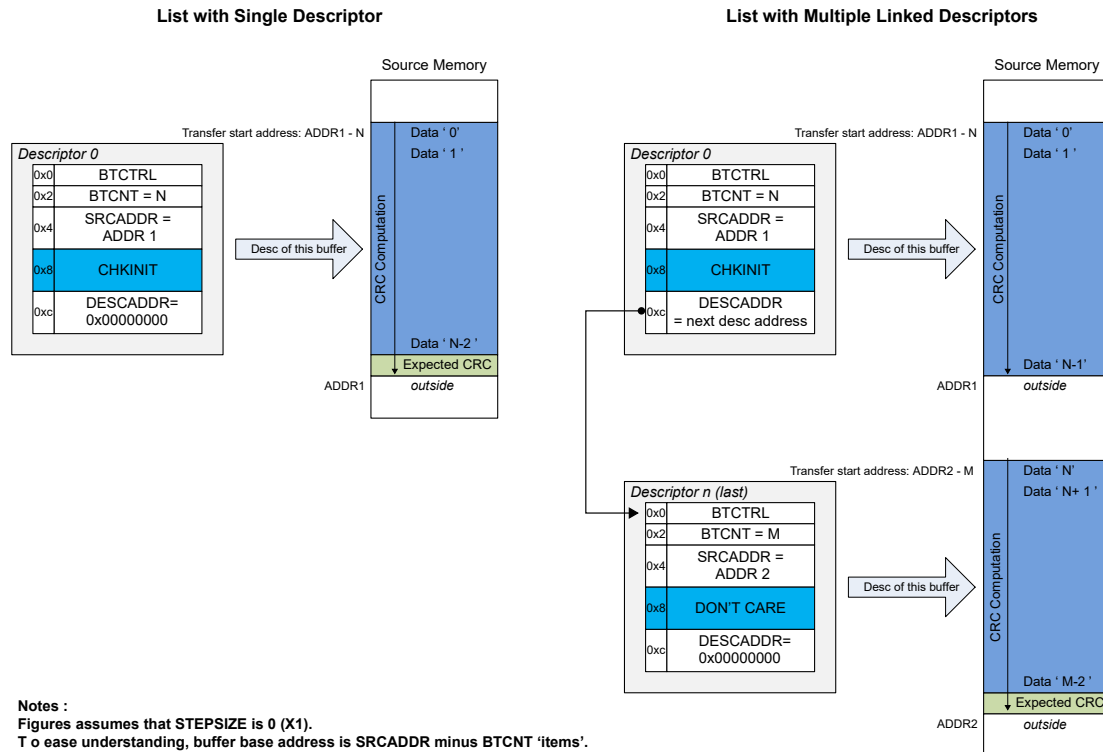 List with Single Descriptor
Source Memory
Transfer start address: ADDR1 - N
Descriptor 0
0x0 BTCTRL
0x2 BTCNT = N
0x4 SRCADDR =
ADDR 1
0x8 CHKINIT
0xc DESCADDR=
0x00000000
Desc of this buffer
CRC Computation
Data ‘ 0’
Data ‘ 1 ’
Data ‘ N-2 ’
Expected CRC
ADDR1
outside
List with Multiple Linked Descriptors
Source Memory
Transfer start address: ADDR1 - N
Descriptor 0
0x0 BTCTRL
0x2 BTCNT = N
0x4 SRCADDR =
ADDR 1
0x8 CHKINIT
0xc DESCADDR
= next desc address
Desc of this buffer
CRC Computation
Data ‘ 0’
Data ‘ 1 ’
Data ‘ N-1’
ADDR1
outside
Transfer start address: ADDR2 - M
Descriptor n (last)
0x0 BTCTRL
0x2 BTCNT = M
0x4 SRCADDR =
ADDR 2
0x8 DON’T CARE
0xc DESCADDR=
0x00000000
Desc of this buffer
CRC Computation
Data ‘ N’
Data ‘ N+ 1 ’
Data ‘ M-2 ’
Expected CRC
ADDR2
outside
Notes :
Figures assumes that STEPSIZE is 0 (X1).
T o ease understanding, buffer base address is SRCADDR minus BTCNT ‘items’.